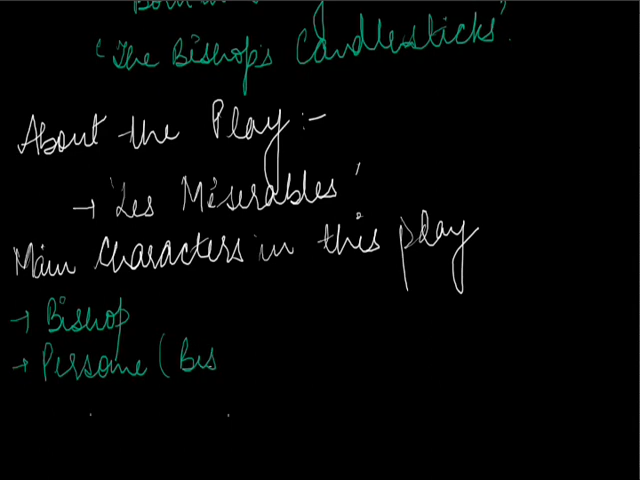 'The Bishop's Candlesticks'.
About the Play :-
→ 'Les Miserables'
Main Characters in this play
→ Bishop
→ Persome ( Bis